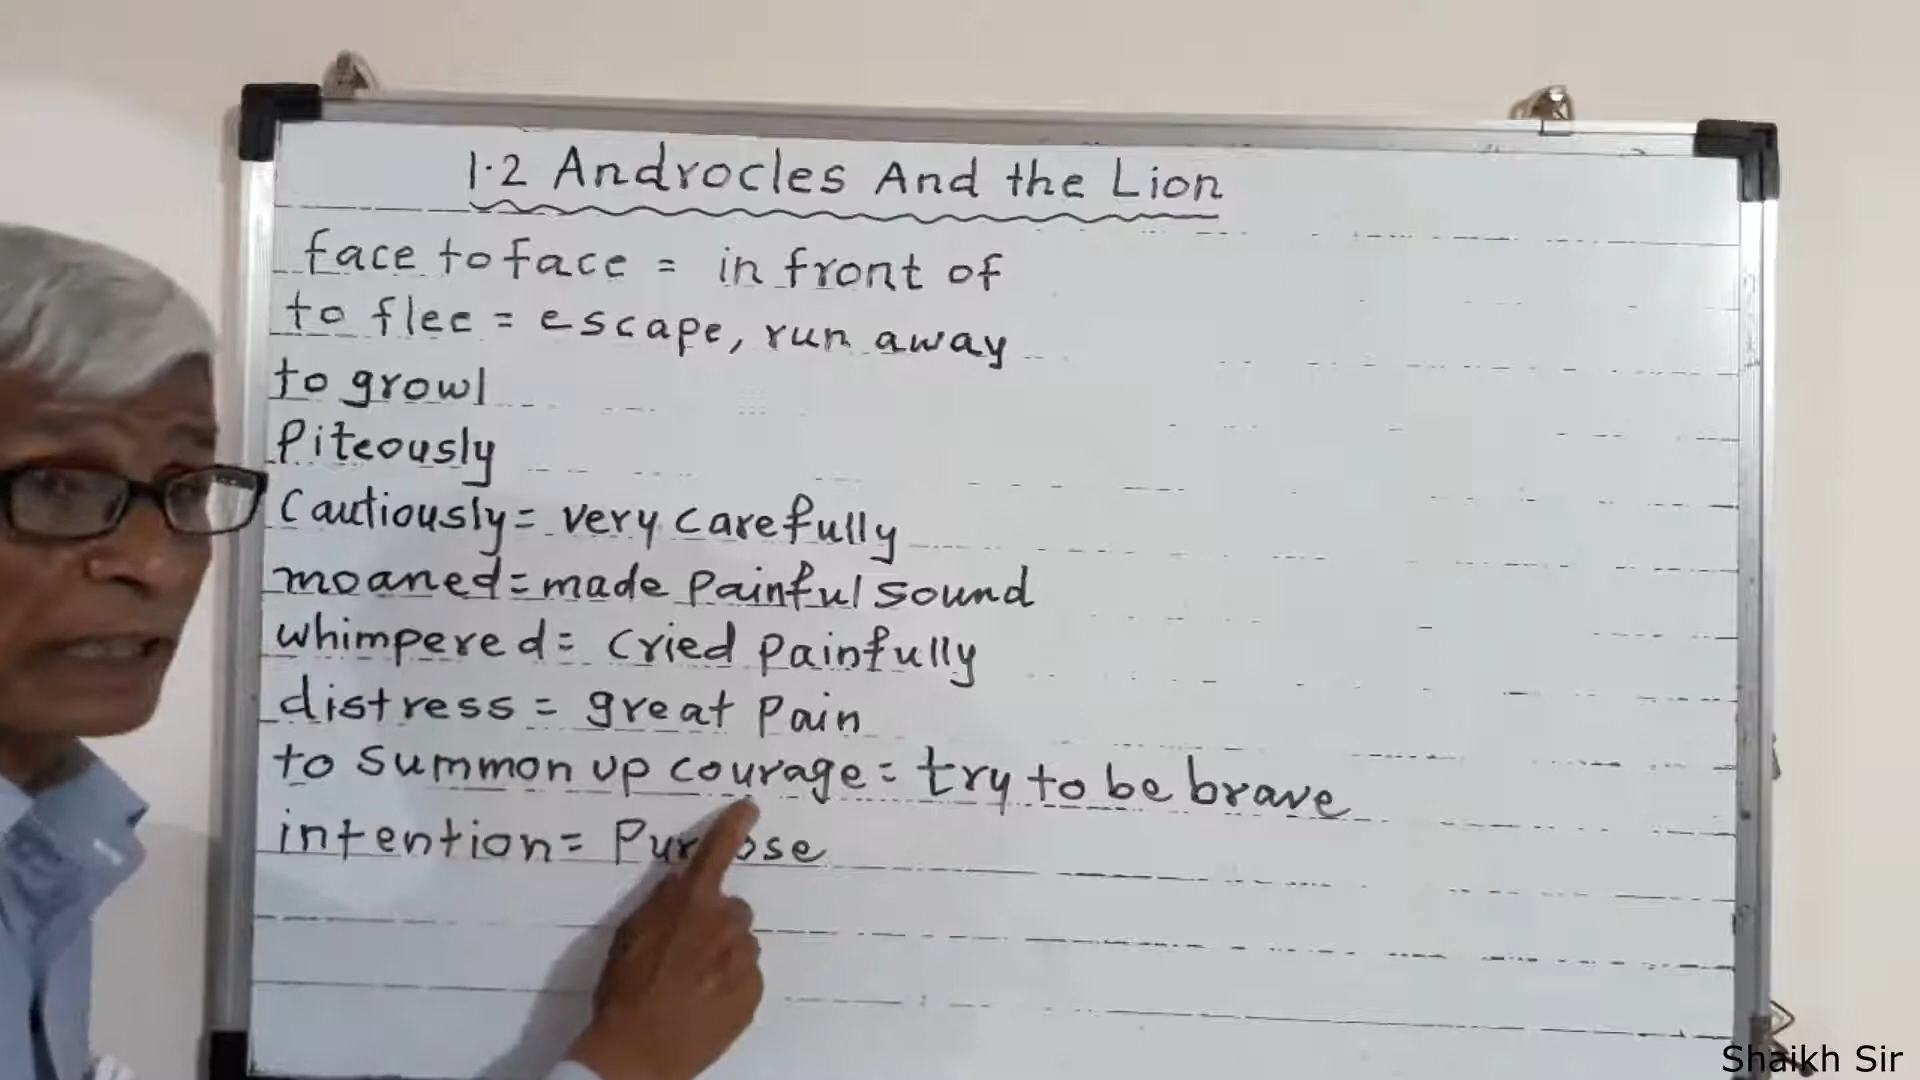 1.2 Androcles And the Lion
face to face = in front of
to flee = escape, run away
to growl
Piteously
Cautiously = very carefully
moaned = made Painful sound
whimpered = Cried Painfully
distress = great Pain
to summon up courage = try to be brave
intention = Purpose
Shaikh Sir